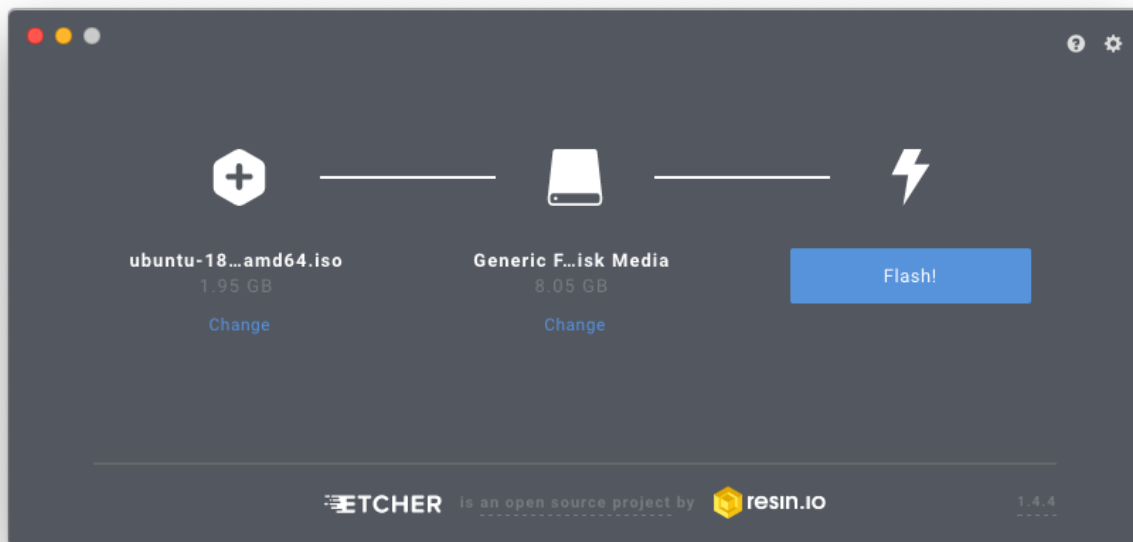 ubuntu-18...amd64.iso
1.95 GB
Change
Generic F...isk Media
8.05 GB
Change
Flash!
ETCHER is an open source project by resin.io
1.4.4